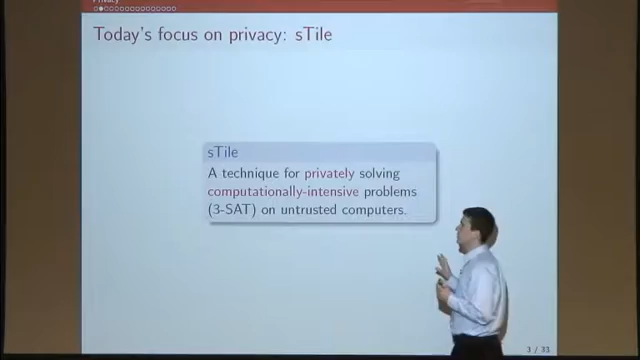 Privacy
Today's focus on privacy: sTile
sTile
A technique for privately solving
computationally-intensive problems
(3-SAT) on untrusted computers.
3 / 33